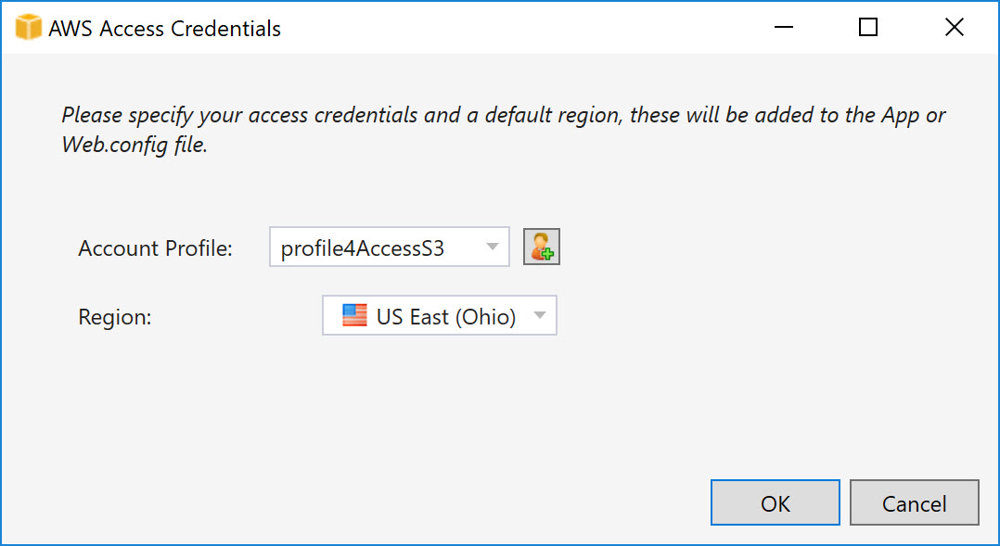 AWS Access Credentials
Please specify your access credentials and a default region, these will be added to the App or
Web.config file.
Account Profile: profile4AccessS3
Region: US East (Ohio)
OK Cancel